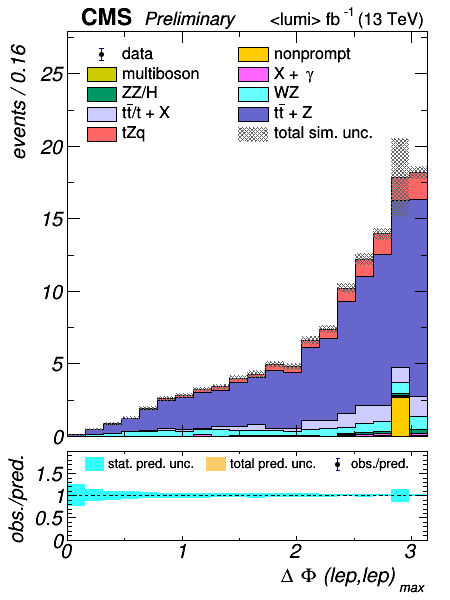 CMS Preliminary <lumi> fb⁻¹ (13 TeV)
events / 0.16
data
nonprompt
multiboson
X + γ
ZZ/H
WZ
tt̄/t + X
tt̄ + Z
tZq
total sim. unc.
25
20
15
10
5
0
obs./pred.
stat. pred. unc.
total pred. unc.
obs./pred.
1.5
1
0.5
0
0 1 2 3
Δ Φ (lep,lep) max